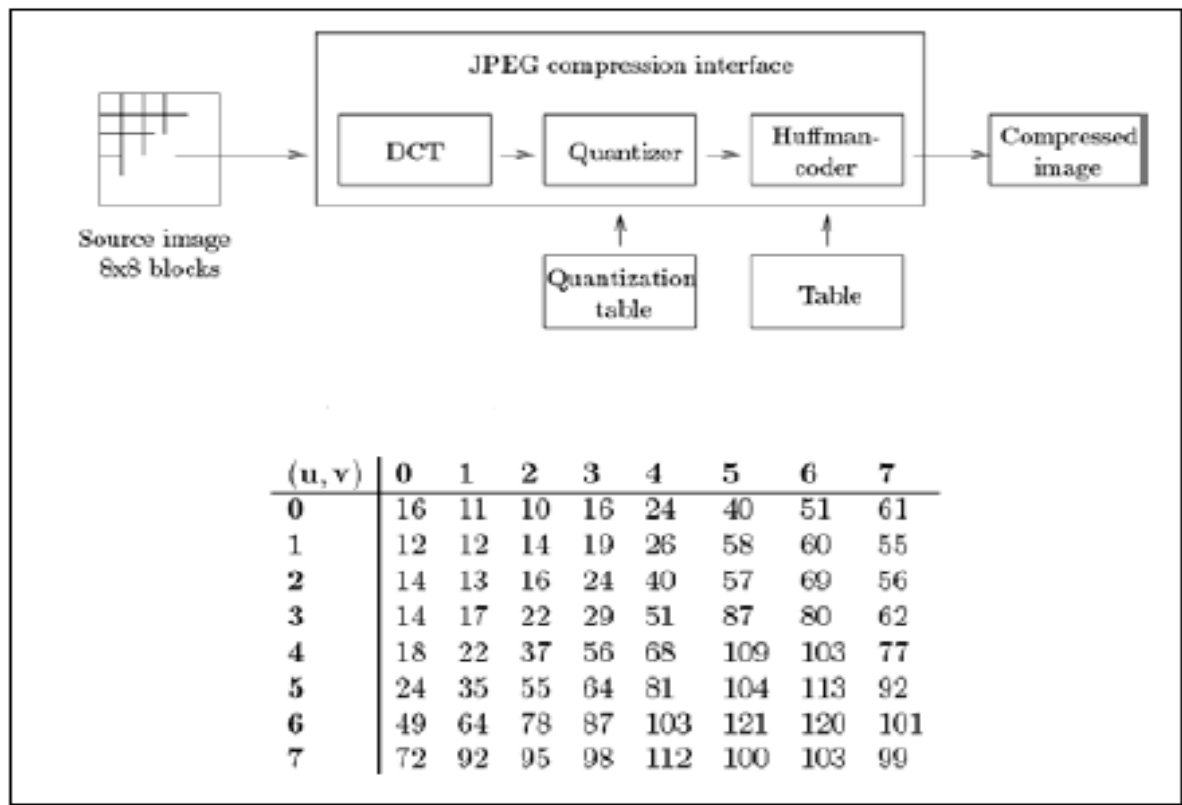 JPEG compression interface
DCT
Quantizer
Huffman-
coder
Compressed
image
Source image
8x8 blocks
Quantization
table
Table
(u, v) 0 1 2 3 4 5 6 7
0 16 11 10 16 24 40 51 61
1 12 12 14 19 26 58 60 55
2 14 13 16 24 40 57 69 56
3 14 17 22 29 51 87 80 62
4 18 22 37 56 68 109 103 77
5 24 35 55 64 81 104 113 92
6 49 64 78 87 103 121 120 101
7 72 92 95 98 112 100 103 99